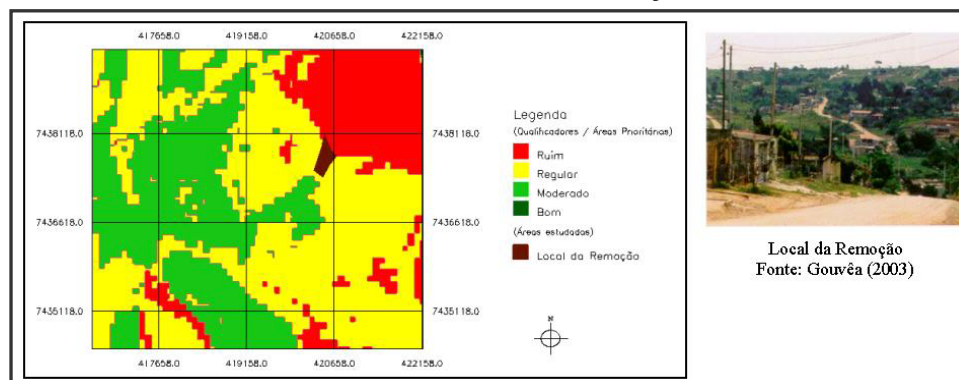 417658.0 419158.0 420658.0 422158.0
7438118.0 7438118.0
7436618.0 7436618.0
7435118.0 7435118.0
417658.0 419158.0 420658.0 422158.0
Legenda
(Qualificadores / Áreas Prioritárias)
Ruim
Regular
Moderado
Bom
(Áreas estudadas)
Local da Remoção
N
Local da Remoção
Fonte: Gouvêa (2003)